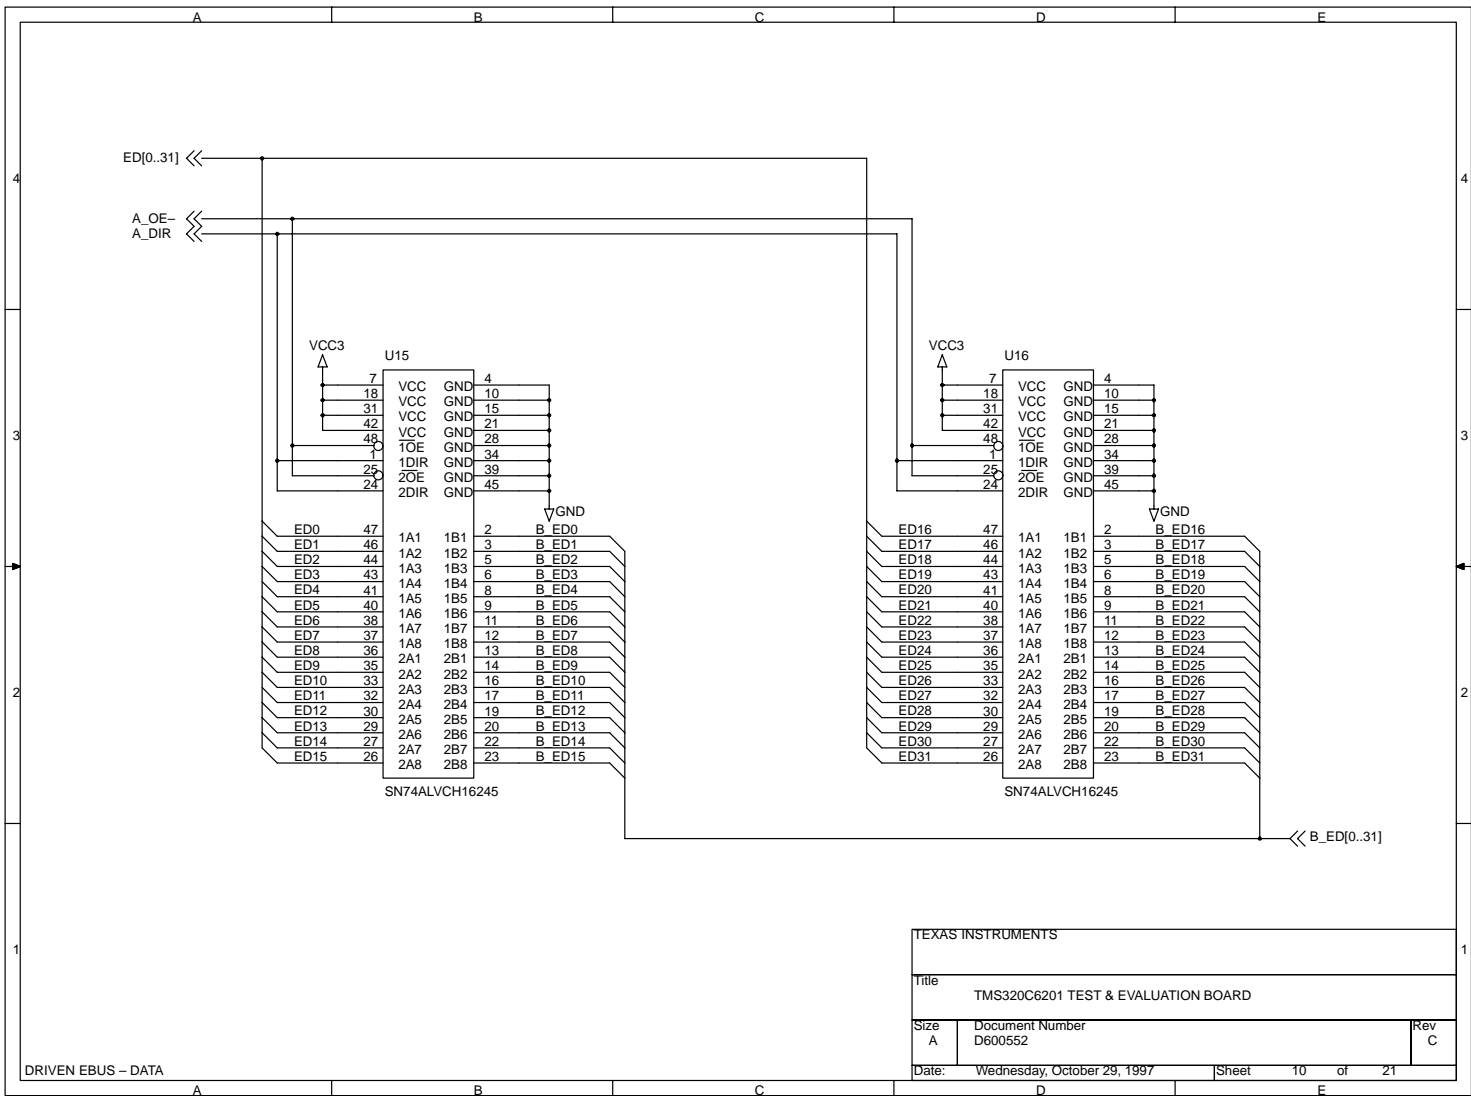 A B C D E
ED[0..31]
4 4
A_OE–
A_DIR
VCC3 VCC3
U15 U16
7 VCC GND 4 7 VCC GND 4
18 VCC GND 10 18 VCC GND 10
31 VCC GND 15 31 VCC GND 15
42 VCC GND 21 42 VCC GND 21
3 3
48 1OE GND 28 48 1OE GND 28
1 1DIR GND 34 1 1DIR GND 34
25 2OE GND 39 25 2OE GND 39
24 2DIR GND 45 24 2DIR GND 45
GND GND
ED0 47 1A1 1B1 2 B_ED0 ED16 47 1A1 1B1 2 B_ED16
ED1 46 1A2 1B2 3 B_ED1 ED17 46 1A2 1B2 3 B_ED17
ED2 44 1A3 1B3 5 B_ED2 ED18 44 1A3 1B3 5 B_ED18
ED3 43 1A4 1B4 6 B_ED3 ED19 43 1A4 1B4 6 B_ED19
ED4 41 1A5 1B5 8 B_ED4 ED20 41 1A5 1B5 8 B_ED20
ED5 40 1A6 1B6 9 B_ED5 ED21 40 1A6 1B6 9 B_ED21
ED6 38 1A7 1B7 11 B_ED6 ED22 38 1A7 1B7 11 B_ED22
ED7 37 1A8 1B8 12 B_ED7 ED23 37 1A8 1B8 12 B_ED23
ED8 36 2A1 2B1 13 B_ED8 ED24 36 2A1 2B1 13 B_ED24
ED9 35 2A2 2B2 14 B_ED9 ED25 35 2A2 2B2 14 B_ED25
ED10 33 2A3 2B3 16 B_ED10 ED26 33 2A3 2B3 16 B_ED26
2 2
ED11 32 2A4 2B4 17 B_ED11 ED27 32 2A4 2B4 17 B_ED27
ED12 30 2A5 2B5 19 B_ED12 ED28 30 2A5 2B5 19 B_ED28
ED13 29 2A6 2B6 20 B_ED13 ED29 29 2A6 2B6 20 B_ED29
ED14 27 2A7 2B7 22 B_ED14 ED30 27 2A7 2B7 22 B_ED30
ED15 26 2A8 2B8 23 B_ED15 ED31 26 2A8 2B8 23 B_ED31
SN74ALVCH16245 SN74ALVCH16245
B_ED[0..31]
TEXAS INSTRUMENTS
1 1
Title
TMS320C6201 TEST & EVALUATION BOARD
Size Document Number Rev
A D600552 C
Date: Wednesday, October 29, 1997 Sheet 10 of 21
DRIVEN EBUS – DATA
A B C D E